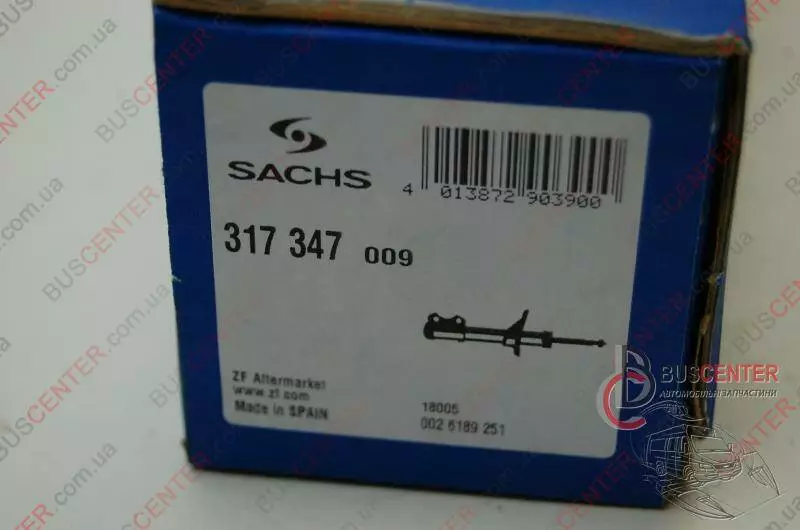 SACHS
4 013872 903900
317 347 009
ZF Aftermarket
www.zf.com
Made in SPAIN
18005
002 6189 251
BUSCENTER
АВТОМОБІЛЬНІ ЗАПЧАСТИНИ
BUSCENTER.com.ua